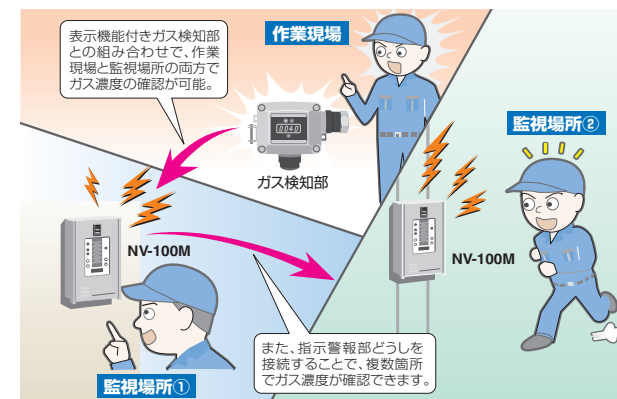 表示機能付きガス検知部
との組み合わせで、作業
現場と監視場所の両方で
ガス濃度の確認が可能。
作業現場
0040
ガス検知部
監視場所②
NV-100M
NV-100M
また、指示警報部どうしを
接続することで、複数箇所
でガス濃度が確認できます。
監視場所①